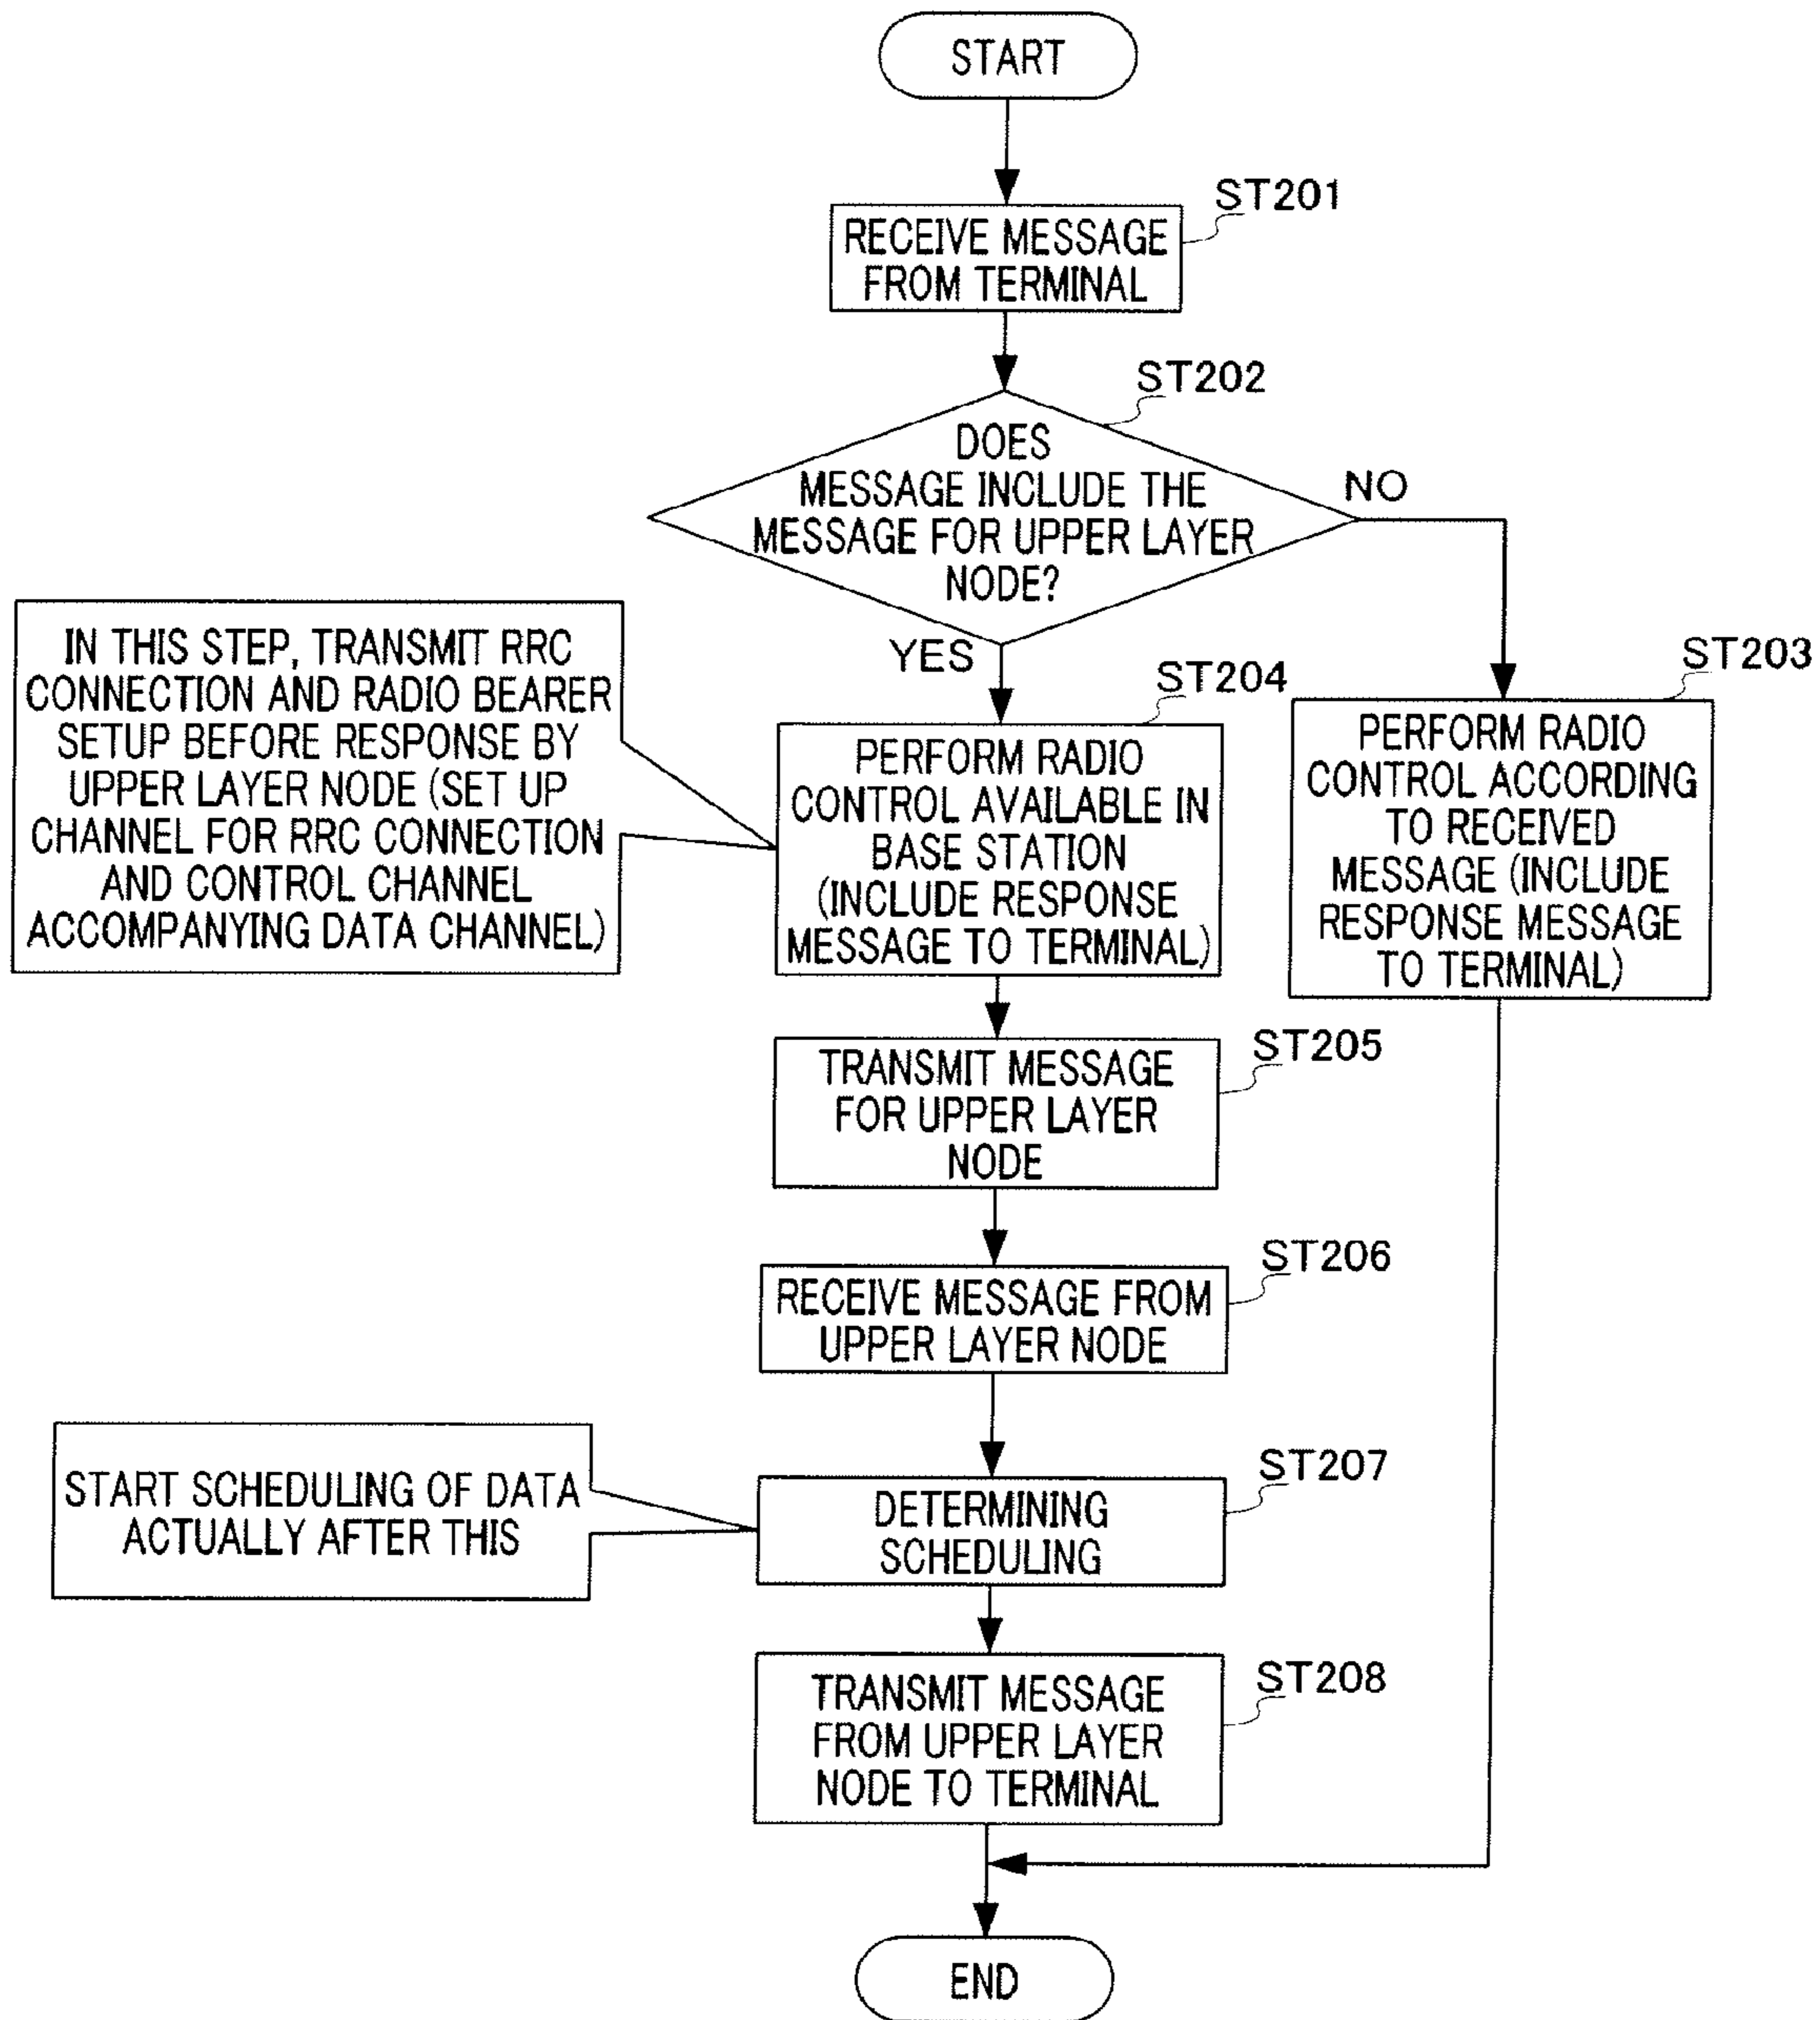 START
ST201
RECEIVE MESSAGE
FROM TERMINAL
ST202
DOES
MESSAGE INCLUDE THE
MESSAGE FOR UPPER LAYER
NODE?
NO
YES
IN THIS STEP, TRANSMIT RRC
CONNECTION AND RADIO BEARER
SETUP BEFORE RESPONSE BY
UPPER LAYER NODE (SET UP
CHANNEL FOR RRC CONNECTION
AND CONTROL CHANNEL
ACCOMPANYING DATA CHANNEL)
ST204
PERFORM RADIO
CONTROL AVAILABLE IN
BASE STATION
(INCLUDE RESPONSE
MESSAGE TO TERMINAL)
ST203
PERFORM RADIO
CONTROL ACCORDING
TO RECEIVED
MESSAGE (INCLUDE
RESPONSE MESSAGE
TO TERMINAL)
ST205
TRANSMIT MESSAGE
FOR UPPER LAYER
NODE
ST206
RECEIVE MESSAGE FROM
UPPER LAYER NODE
START SCHEDULING OF DATA
ACTUALLY AFTER THIS
ST207
DETERMINING
SCHEDULING
ST208
TRANSMIT MESSAGE
FROM UPPER LAYER
NODE TO TERMINAL
END